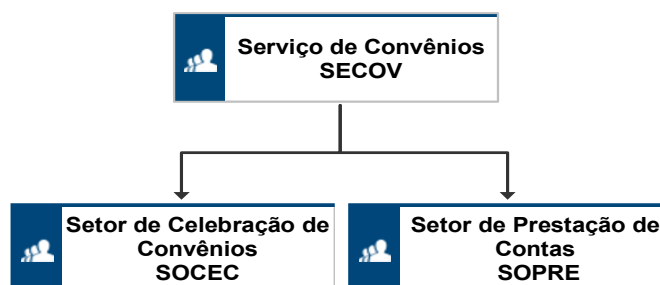 Serviço de Convênios
SECOV
Setor de Celebração de
Convênios
SOCEC
Setor de Prestação de
Contas
SOPRE